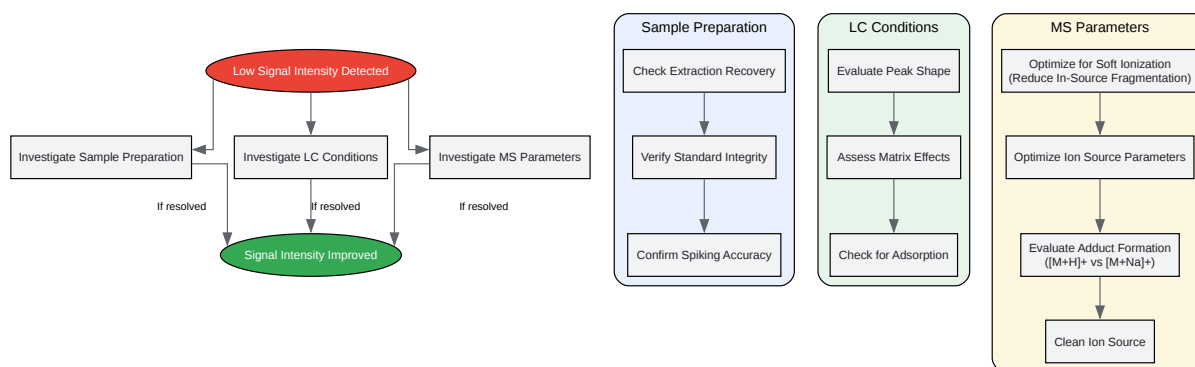 Low Signal Intensity Detected
Investigate Sample Preparation
Investigate LC Conditions
Investigate MS Parameters
If resolved
If resolved
If resolved
Signal Intensity Improved
Sample Preparation
Check Extraction Recovery
Verify Standard Integrity
Confirm Spiking Accuracy
LC Conditions
Evaluate Peak Shape
Assess Matrix Effects
Check for Adsorption
MS Parameters
Optimize for Soft Ionization
(Reduce In-Source Fragmentation)
Optimize Ion Source Parameters
Evaluate Adduct Formation
([M+H]+ vs [M+Na]+)
Clean Ion Source